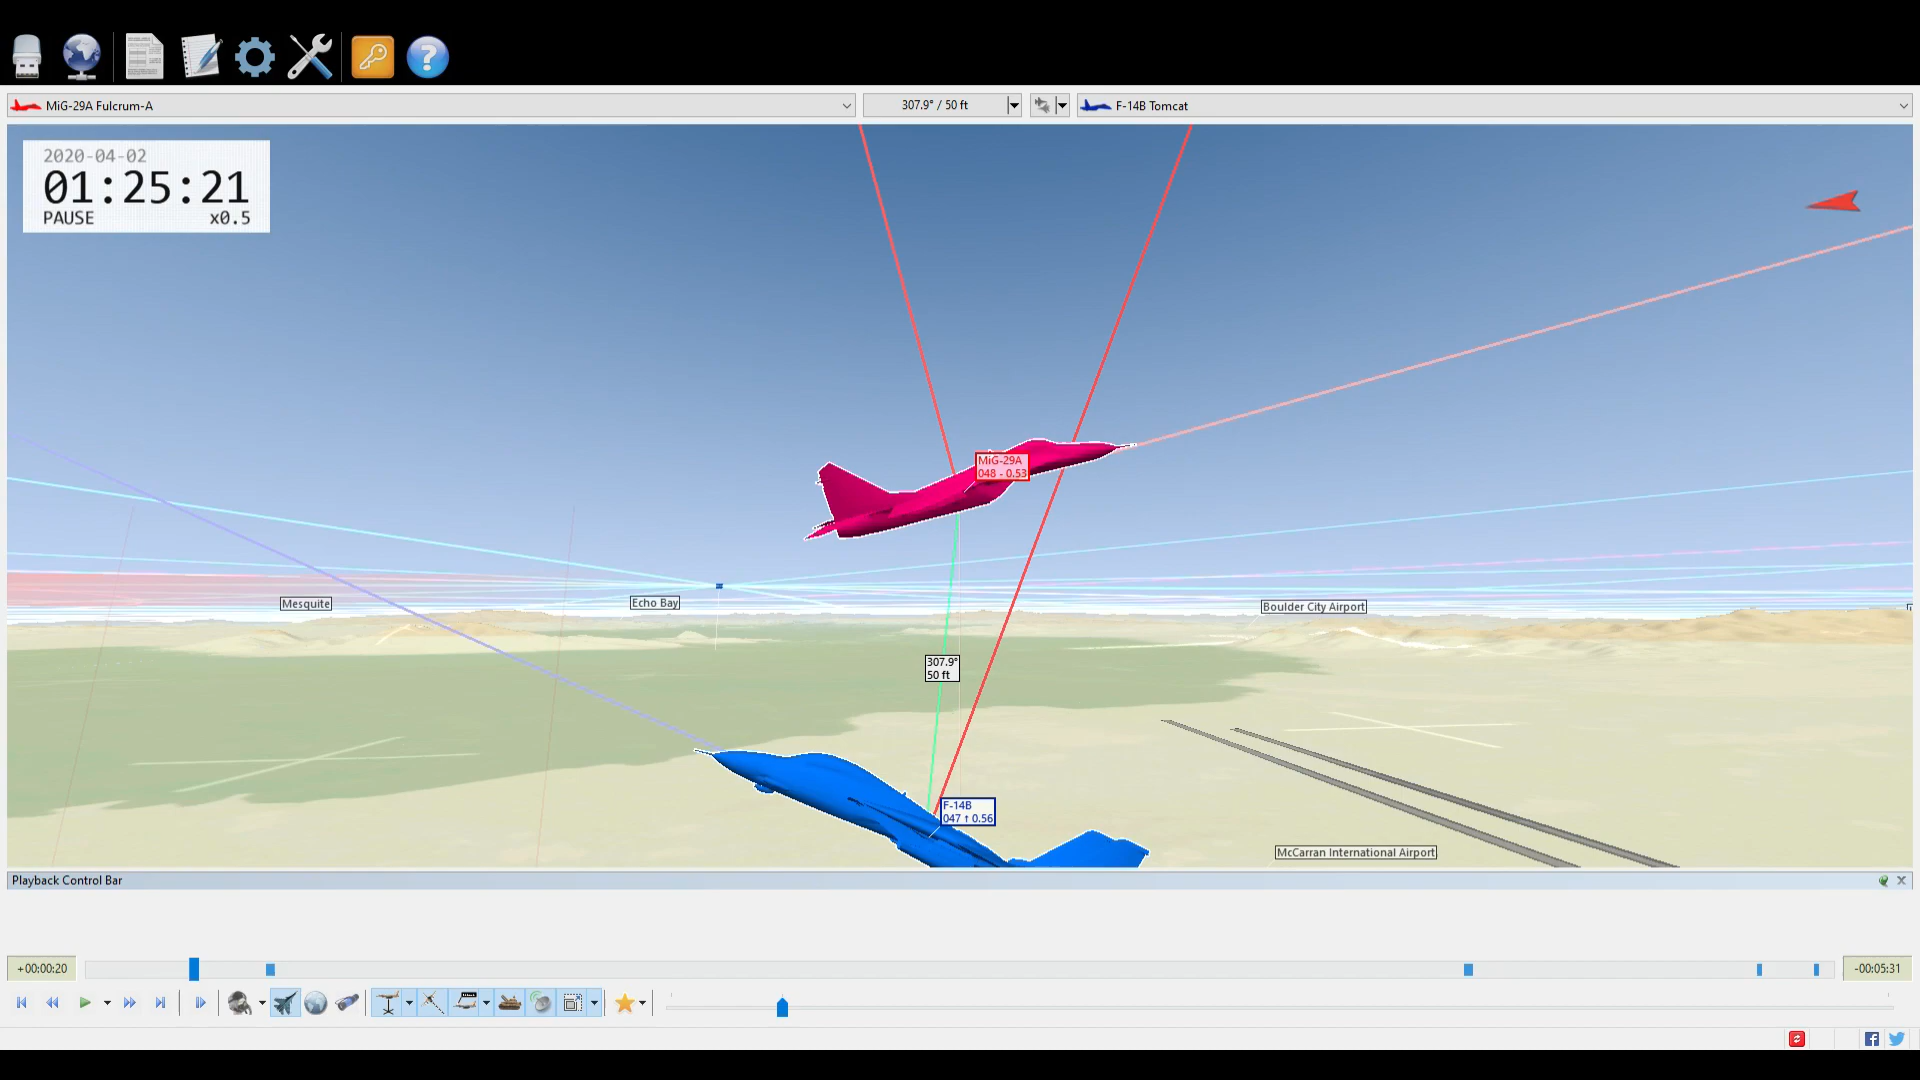 MiG-29A Fulcrum-A
307.9° / 50 ft
F-14B Tomcat
2020-04-02
01:25:21
PAUSE x0.5
MiG-29A
048 - 0.53
Mesquite
Echo Bay
Boulder City Airport
307.9°
50 ft
F-14B
047 ↑ 0.56
McCarran International Airport
Playback Control Bar
+00:00:20
-00:05:31